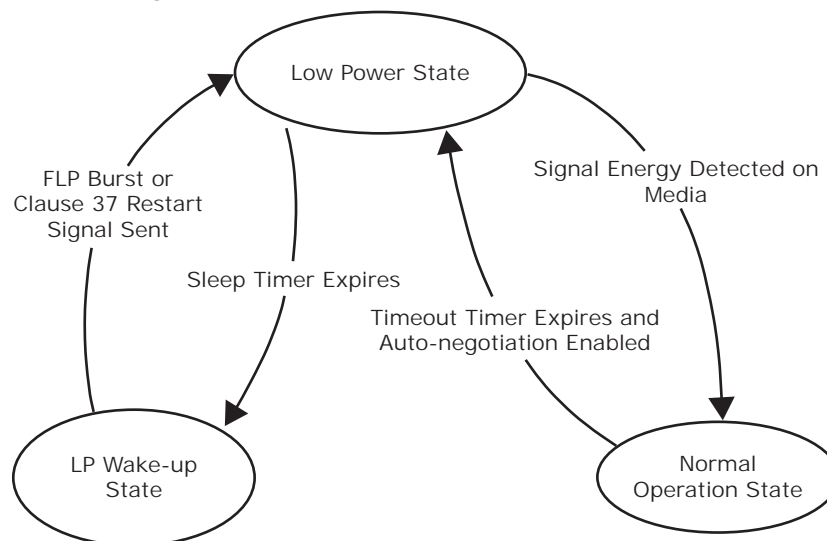 Low Power State
FLP Burst or
Clause 37 Restart
Signal Sent
Signal Energy Detected on
Media
Sleep Timer Expires
Timeout Timer Expires and
Auto-negotiation Enabled
LP Wake-up
State
Normal
Operation State